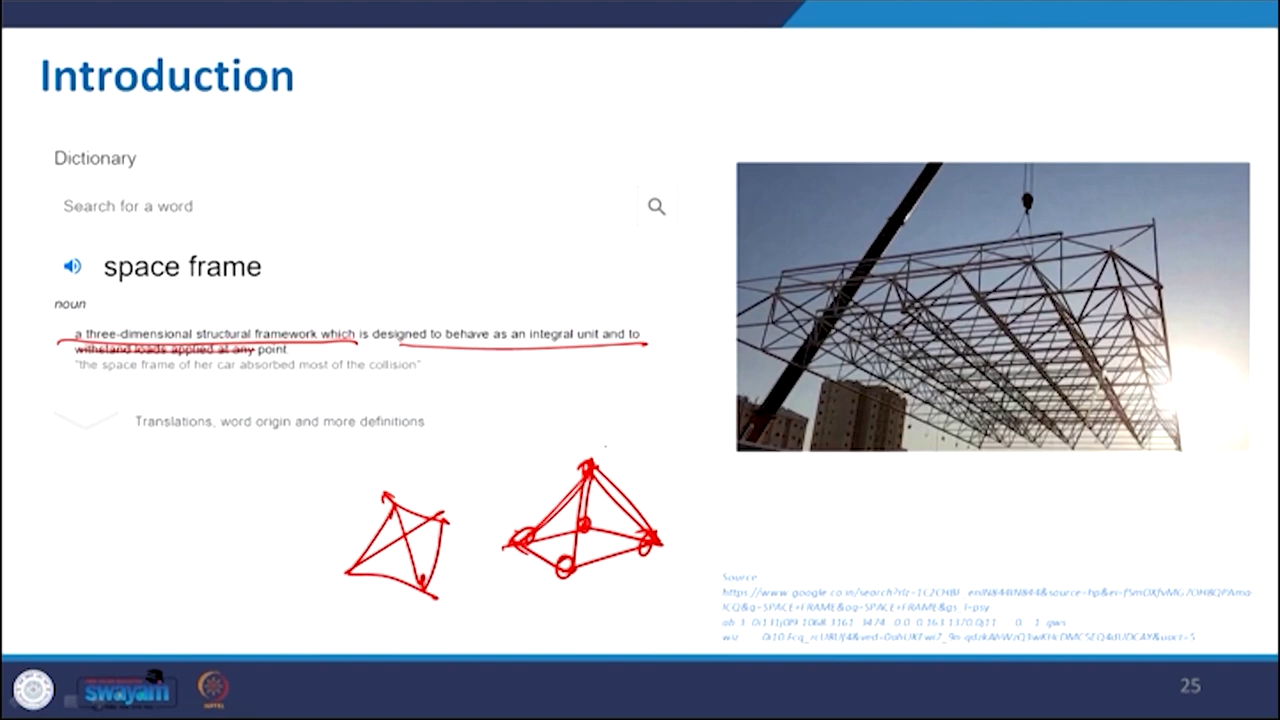 Introduction
Dictionary
Search for a word
space frame
noun
a three-dimensional structural framework which is designed to behave as an integral unit and to
withstand loads applied at any point.
"the space frame of her car absorbed most of the collision"
Translations, word origin and more definitions
Source
25
swayam